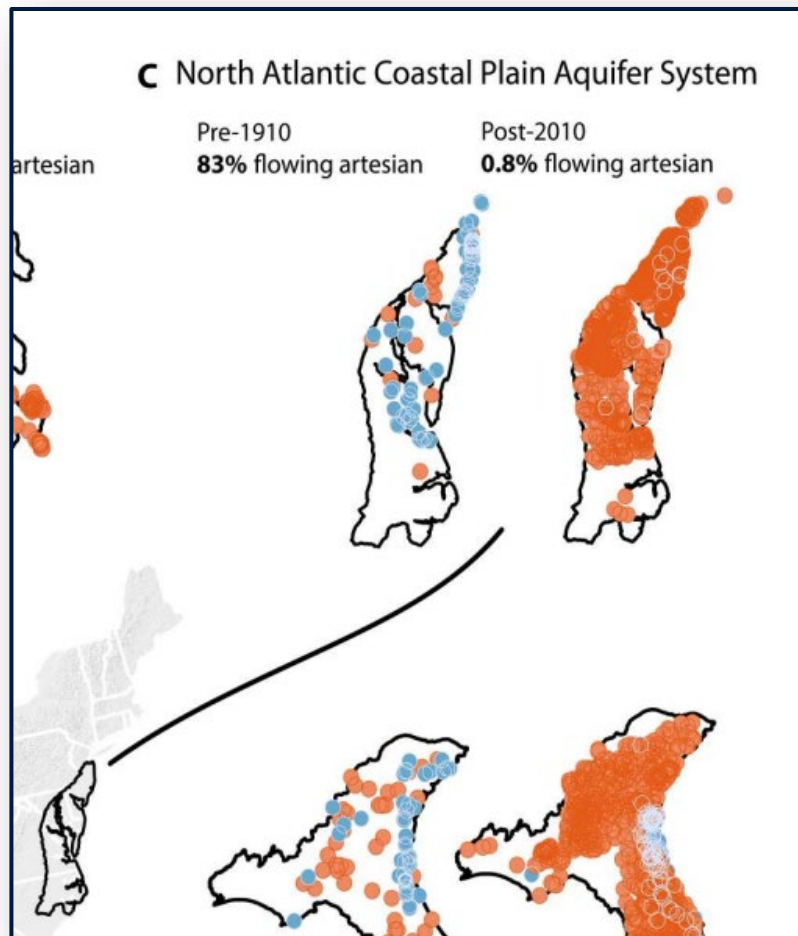 C North Atlantic Coastal Plain Aquifer System
Pre-1910
83% flowing artesian
Post-2010
0.8% flowing artesian
artesian